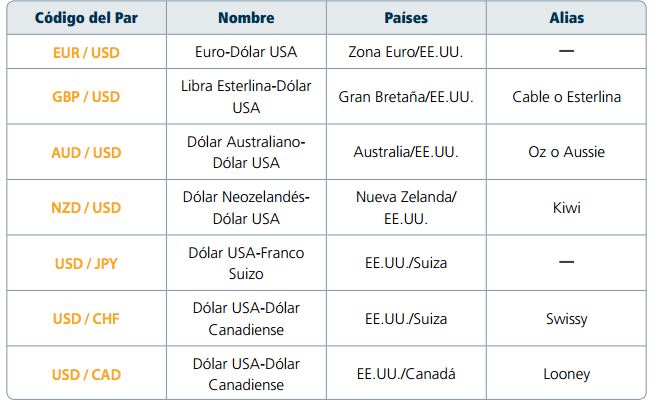 Código del Par Nombre Países Alias
EUR / USD Euro-Dólar USA Zona Euro/EE.UU. —
GBP / USD Libra Esterlina-Dólar
USA Gran Bretaña/EE.UU. Cable o Esterlina
AUD / USD Dólar Australiano-
Dólar USA Australia/EE.UU. Oz o Aussie
NZD / USD Dólar Neozelandés-
Dólar USA Nueva Zelanda/
EE.UU. Kiwi
USD / JPY Dólar USA-Franco
Suizo EE.UU./Suiza —
USD / CHF Dólar USA-Dólar
Canadiense EE.UU./Suiza Swissy
USD / CAD Dólar USA-Dólar
Canadiense EE.UU./Canadá Looney